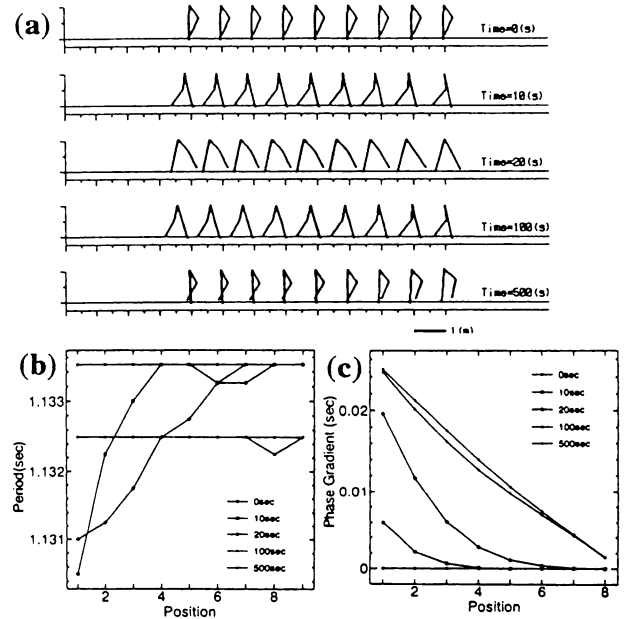 (a)
Time=0(s)
Time=10(s)
Time=20(s)
Time=100(s)
Time=500(s)
1(m)
(b)
Period(sec)
1.133
1.132
1.131
0sec
10sec
20sec
100sec
500sec
2 4 6 8
Position
(c)
Phase Gradient (sec)
0.02
0.01
0
0sec
10sec
20sec
100sec
500sec
2 4 6 8
Position